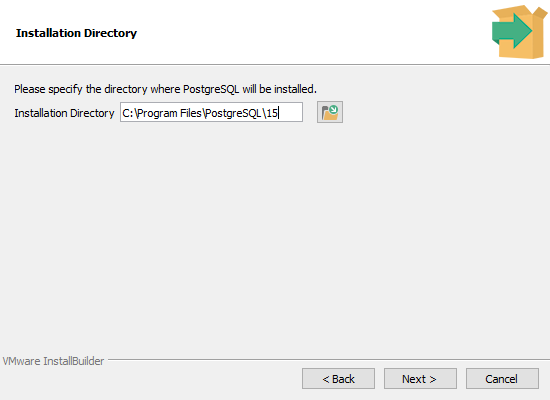 Installation Directory
Please specify the directory where PostgreSQL will be installed.
Installation Directory C:\Program Files\PostgreSQL\15
VMware InstallBuilder
< Back Next > Cancel